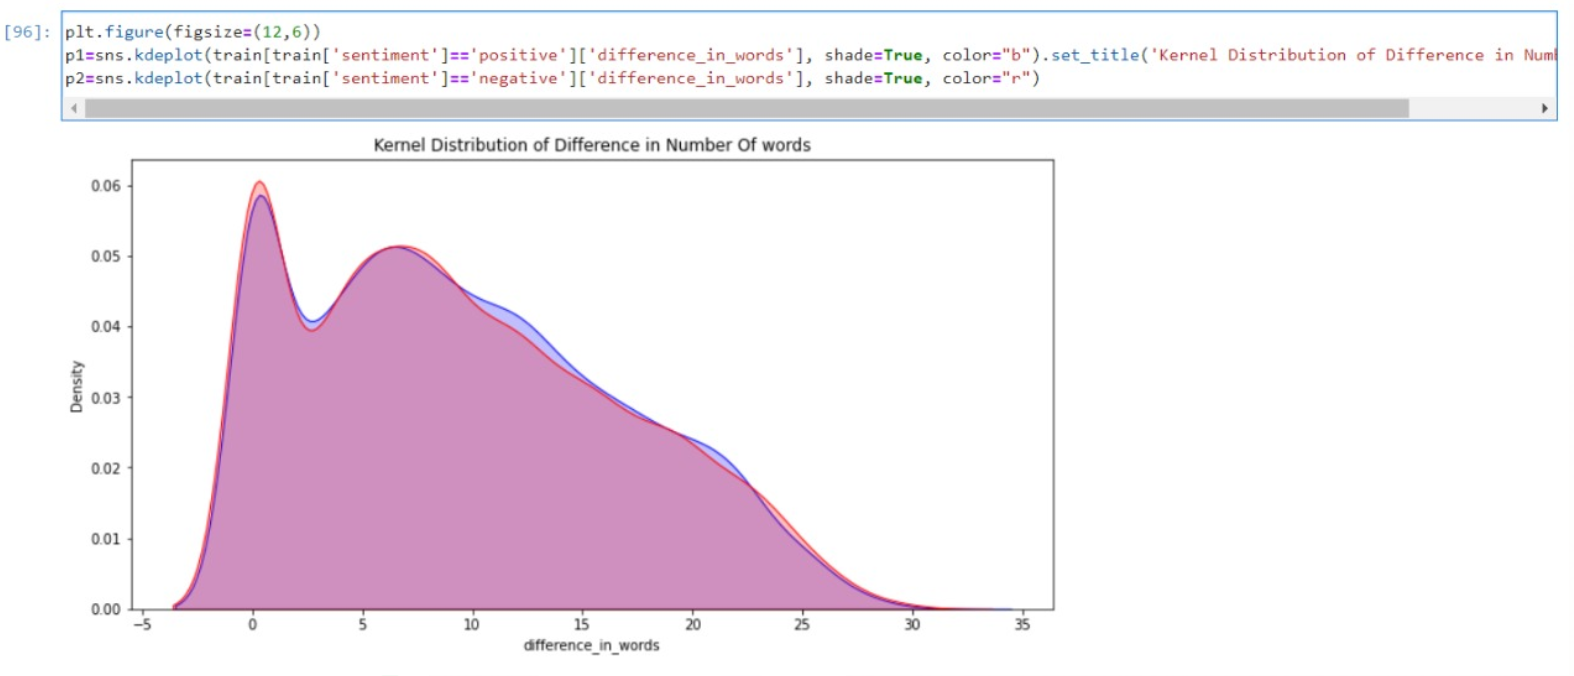 [96]: plt.figure(figsize=(12,6))
p1=sns.kdeplot(train[train['sentiment']=='positive']['difference_in_words'], shade=True, color="b").set_title('Kernel Distribution of Difference in Num
p2=sns.kdeplot(train[train['sentiment']=='negative']['difference_in_words'], shade=True, color="r")
Kernel Distribution of Difference in Number Of words
0.06
0.05
0.04
0.03
0.02
0.01
0.00
Density
−5 0 5 10 15 20 25 30 35
difference_in_words